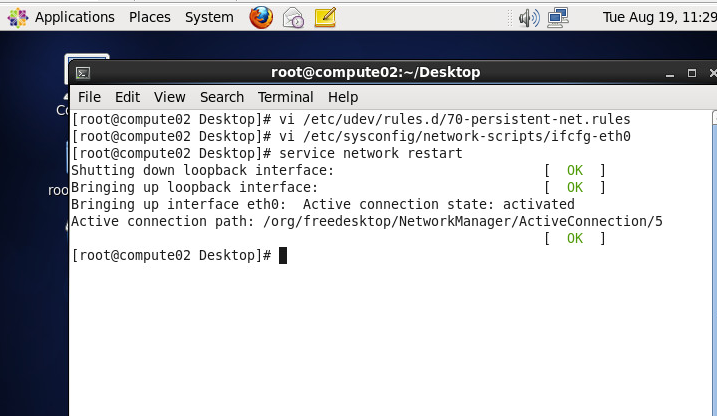 Applications Places System Tue Aug 19, 11:29
root@compute02:~/Desktop
File Edit View Search Terminal Help
[root@compute02 Desktop]# vi /etc/udev/rules.d/70-persistent-net.rules
[root@compute02 Desktop]# vi /etc/sysconfig/network-scripts/ifcfg-eth0
[root@compute02 Desktop]# service network restart
Shutting down loopback interface: [ OK ]
Bringing up loopback interface: [ OK ]
Bringing up interface eth0: Active connection state: activated
Active connection path: /org/freedesktop/NetworkManager/ActiveConnection/5
[ OK ]
[root@compute02 Desktop]#